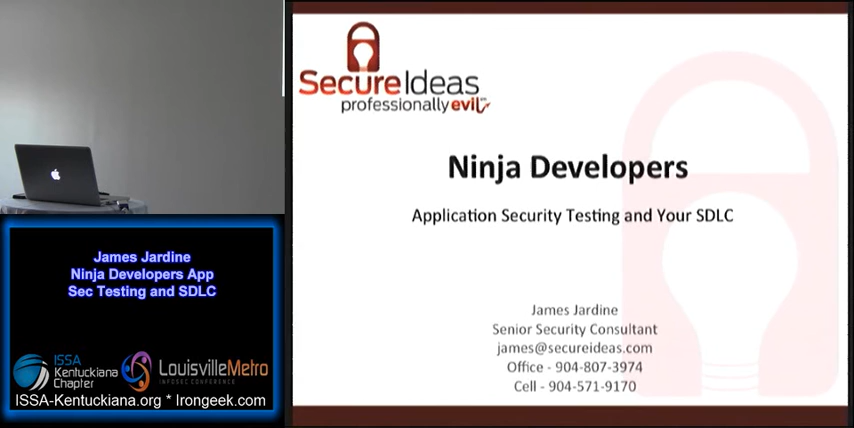 SecureIdeas
professionally evil
Ninja Developers
Application Security Testing and Your SDLC
James Jardine
Senior Security Consultant
james@secureideas.com
Office - 904-807-3974
Cell - 904-571-9170
James Jardine
Ninja Developers App
Sec Testing and SDLC
ISSA
Kentuckiana
Chapter
LouisvilleMetro
INFOSEC CONFERENCE
ISSA-Kentuckiana.org * Irongeek.com